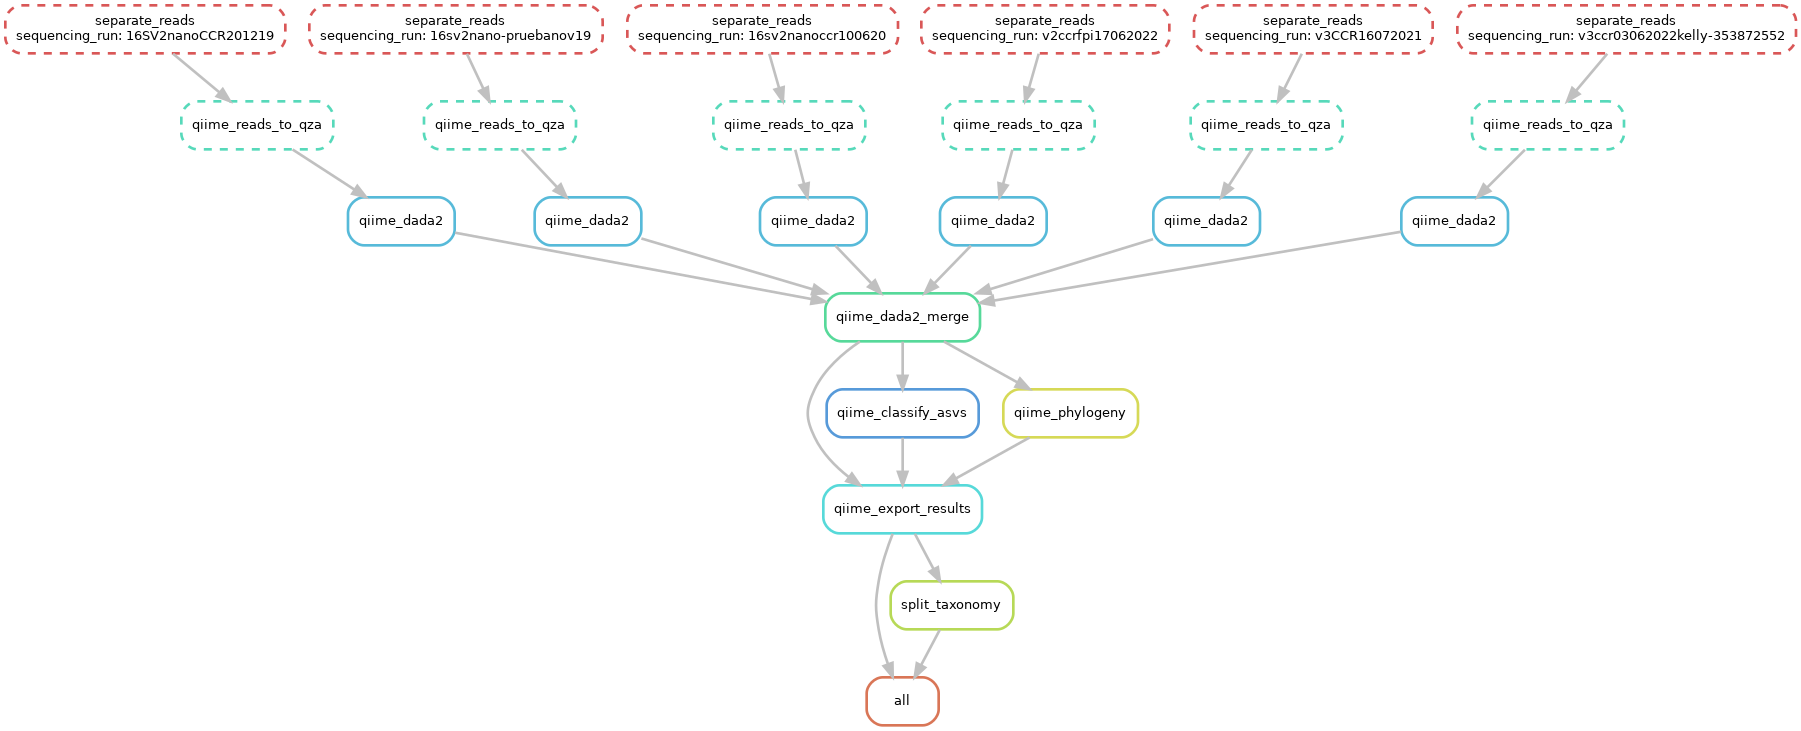 separate_reads
sequencing_run: 16SV2nanoCCR201219
separate_reads
sequencing_run: 16sv2nano-pruebanov19
separate_reads
sequencing_run: 16sv2nanoccr100620
separate_reads
sequencing_run: v2ccrfpi17062022
separate_reads
sequencing_run: v3CCR16072021
separate_reads
sequencing_run: v3ccr03062022kelly-353872552
qiime_reads_to_qza
qiime_reads_to_qza
qiime_reads_to_qza
qiime_reads_to_qza
qiime_reads_to_qza
qiime_reads_to_qza
qiime_dada2
qiime_dada2
qiime_dada2
qiime_dada2
qiime_dada2
qiime_dada2
qiime_dada2_merge
qiime_classify_asvs
qiime_phylogeny
qiime_export_results
split_taxonomy
all